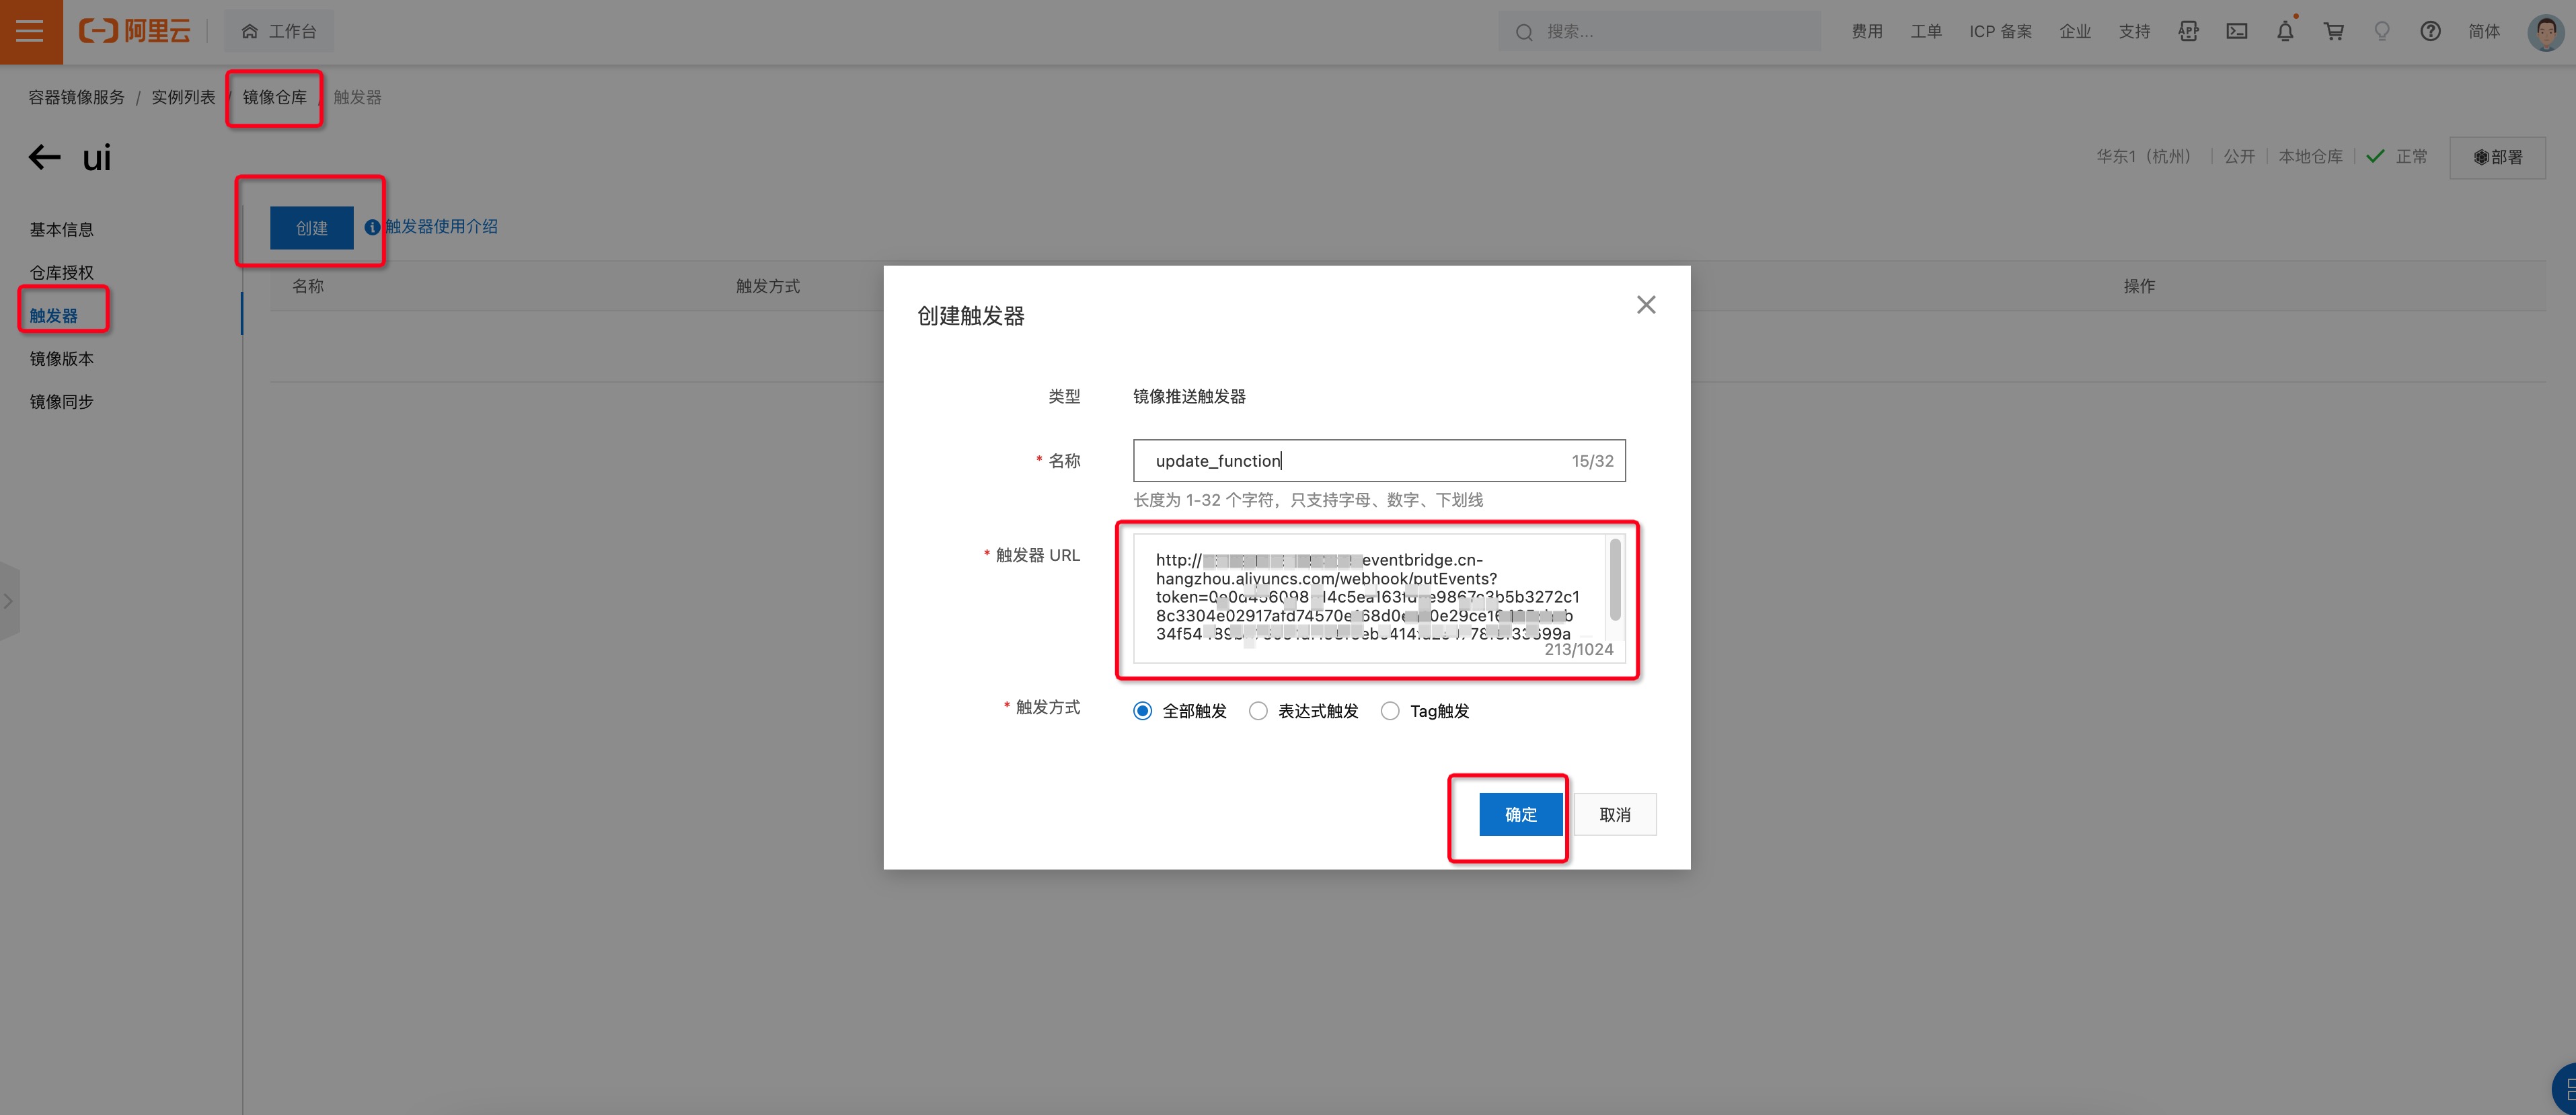 阿里云
工作台
搜索...
费用
工单
ICP 备案
企业
支持
APP
简体
容器镜像服务 / 实例列表 / 镜像仓库 / 触发器
ui
华东1（杭州）
公开
本地仓库
正常
部署
基本信息
仓库授权
触发器
镜像版本
镜像同步
创建
触发器使用介绍
名称
触发方式
操作
创建触发器
类型
镜像推送触发器
* 名称
update_function
15/32
长度为 1-32 个字符，只支持字母、数字、下划线
* 触发器 URL
http:// eventbridge.cn-
hangzhou.aliyuncs.com/webhook/putEvents?
213/1024
* 触发方式
全部触发
表达式触发
Tag触发
确定
取消